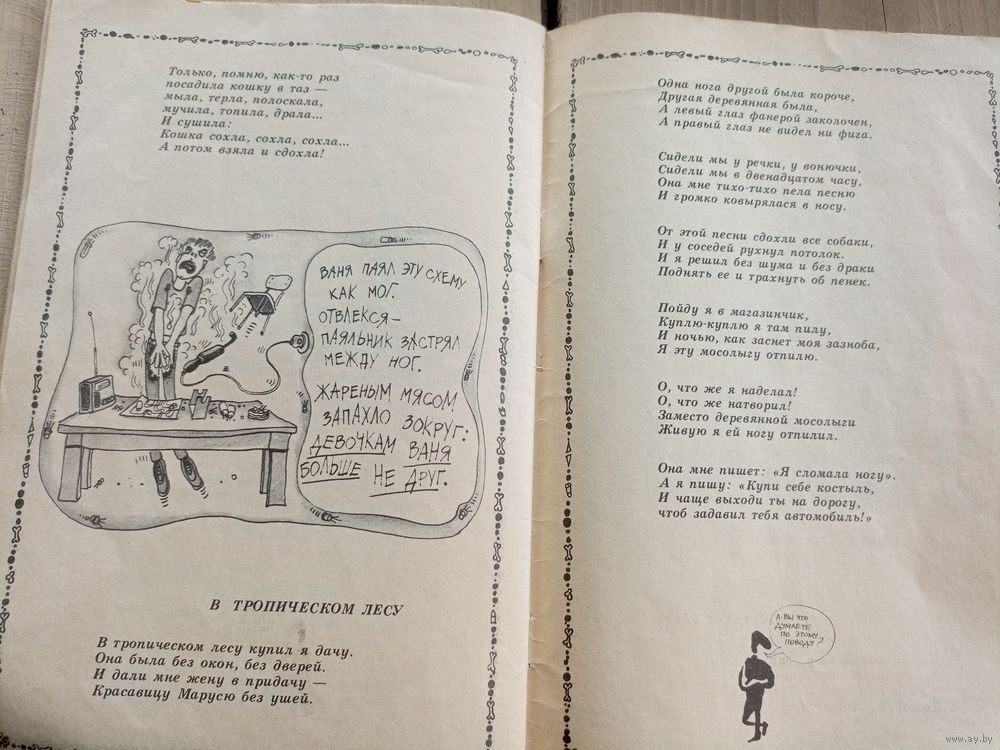 Только, помню, как-то раз
посадила кошку в таз —
мыла, терла, полоскала,
мучила, топила, драла...
И сушила:
Кошка сохла, сохла, сохла...
А потом взяла и сдохла!
ВАНЯ ПАЯЛ ЭТУ СХЕМУ
КАК МОГ.
ОТВЛЕКСЯ—
ПАЯЛЬНИК ЗАСТРЯЛ
МЕЖДУ НОГ.
ЖАРЕНЫМ МЯСОМ
ЗАПАХЛО ВОКРУГ:
ДЕВОЧКАМ ВАНЯ
БОЛЬШЕ НЕ ДРУГ.
В ТРОПИЧЕСКОМ ЛЕСУ
В тропическом лесу купил я дачу.
Она была без окон, без дверей.
И дали мне жену в придачу —
Красавицу Марусю без ушей.
Одна нога другой была короче,
Другая деревянная была,
А левый глаз фанерой заколочен,
А правый глаз не видел ни фига.
Сидели мы у речки, у вонючки,
Сидели мы в двенадцатом часу,
Она мне тихо-тихо пела песню
И громко ковырялася в носу.
От этой песни сдохли все собаки,
И у соседей рухнул потолок.
И я решил без шума и без драки
Поднять ее и трахнуть об пенек.
Пойду я в магазинчик,
Куплю-куплю я там пилу,
И ночью, как заснет моя зазноба,
Я эту мосолыгу отпилю.
О, что же я наделал!
О, что же натворил!
Заместо деревянной мосолыги
Живую я ей ногу отпилил.
Она мне пишет: «Я сломала ногу».
А я пишу: «Купи себе костыль,
И чаще выходи ты на дорогу,
чтоб задавил тебя автомобиль!»
А ВЫ ЧТО
ДУМАЕТЕ
ПО ЭТОМУ
ПОВОДУ?
www.ay.by